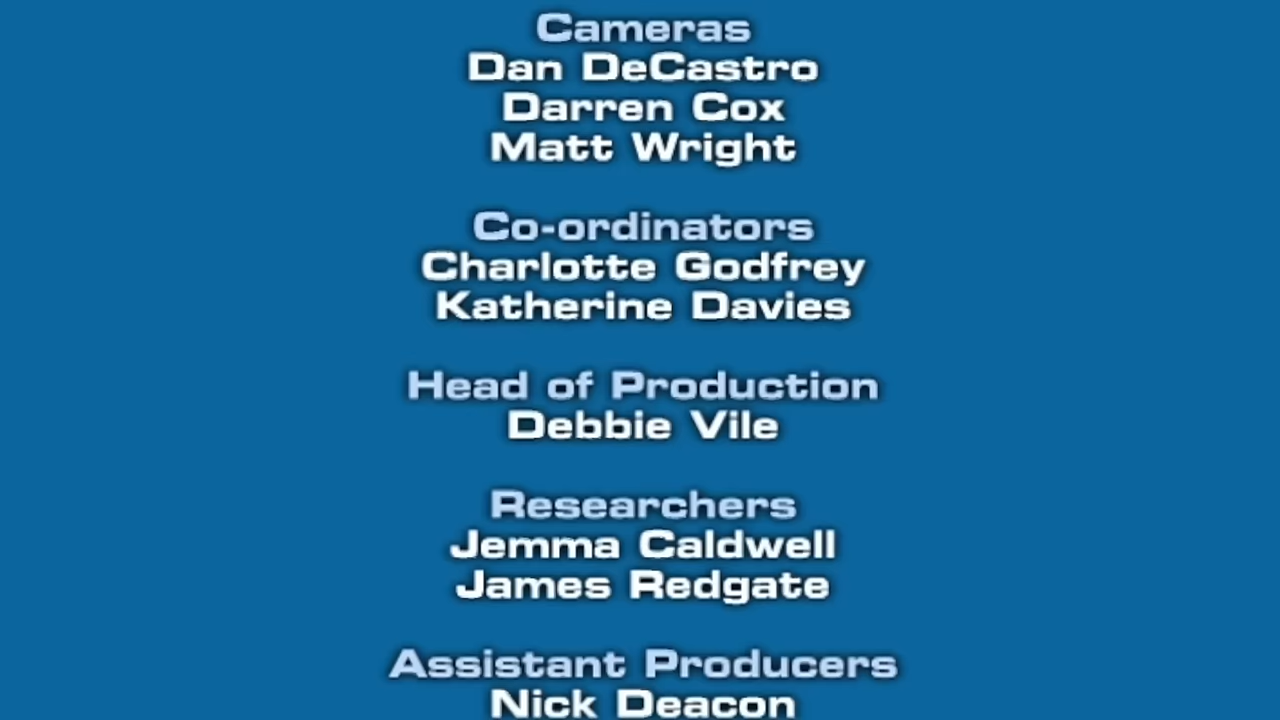 Cameras
Dan DeCastro
Darren Cox
Matt Wright
Co-ordinators
Charlotte Godfrey
Katherine Davies
Head of Production
Debbie Vile
Researchers
Jemma Caldwell
James Redgate
Assistant Producers
Nick Deacon